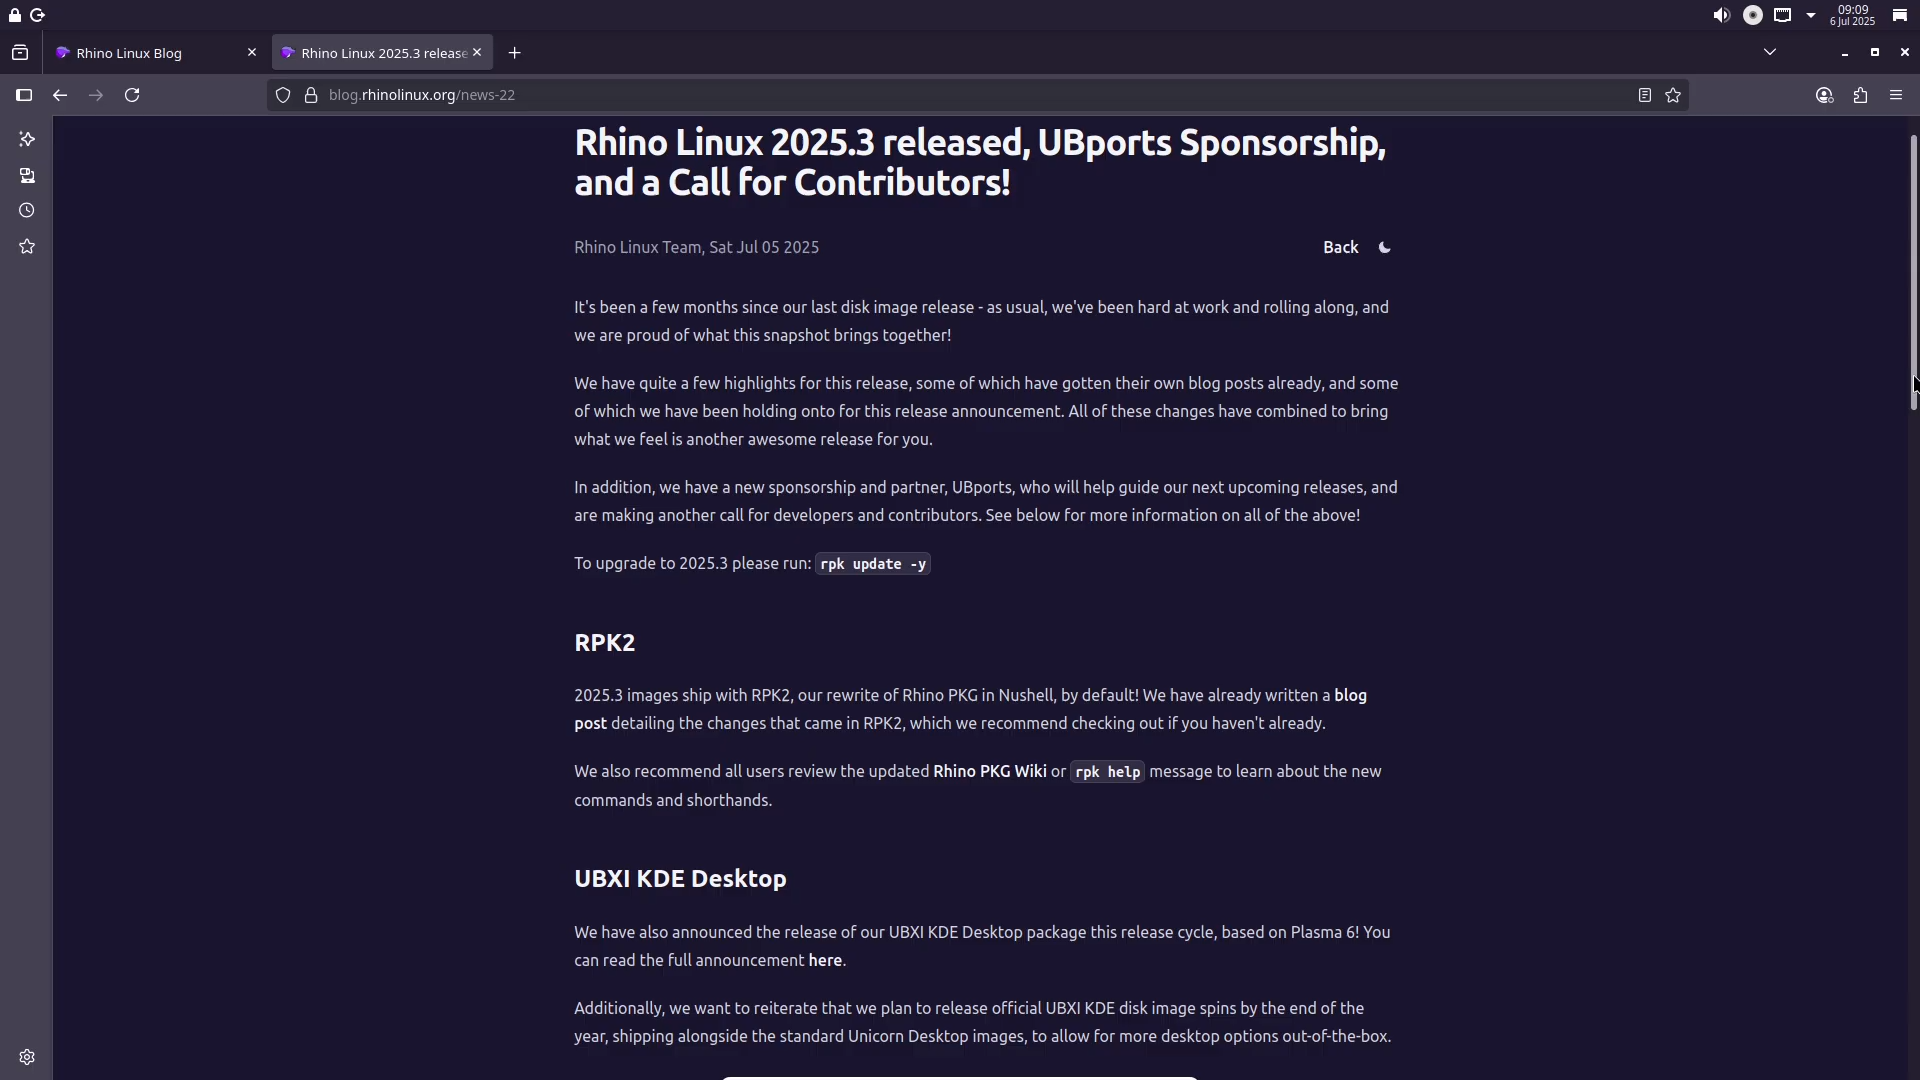 09:09
6 Jul 2025
Rhino Linux Blog
Rhino Linux 2025.3 release
blog.rhinolinux.org/news-22
Rhino Linux 2025.3 released, UBports Sponsorship,
and a Call for Contributors!
Rhino Linux Team, Sat Jul 05 2025
Back
It's been a few months since our last disk image release - as usual, we've been hard at work and rolling along, and
we are proud of what this snapshot brings together!
We have quite a few highlights for this release, some of which have gotten their own blog posts already, and some
of which we have been holding onto for this release announcement. All of these changes have combined to bring
what we feel is another awesome release for you.
In addition, we have a new sponsorship and partner, UBports, who will help guide our next upcoming releases, and
are making another call for developers and contributors. See below for more information on all of the above!
To upgrade to 2025.3 please run: rpk update -y
RPK2
2025.3 images ship with RPK2, our rewrite of Rhino PKG in Nushell, by default! We have already written a blog
post detailing the changes that came in RPK2, which we recommend checking out if you haven't already.
We also recommend all users review the updated Rhino PKG Wiki or rpk help message to learn about the new
commands and shorthands.
UBXI KDE Desktop
We have also announced the release of our UBXI KDE Desktop package this release cycle, based on Plasma 6! You
can read the full announcement here.
Additionally, we want to reiterate that we plan to release official UBXI KDE disk image spins by the end of the
year, shipping alongside the standard Unicorn Desktop images, to allow for more desktop options out-of-the-box.